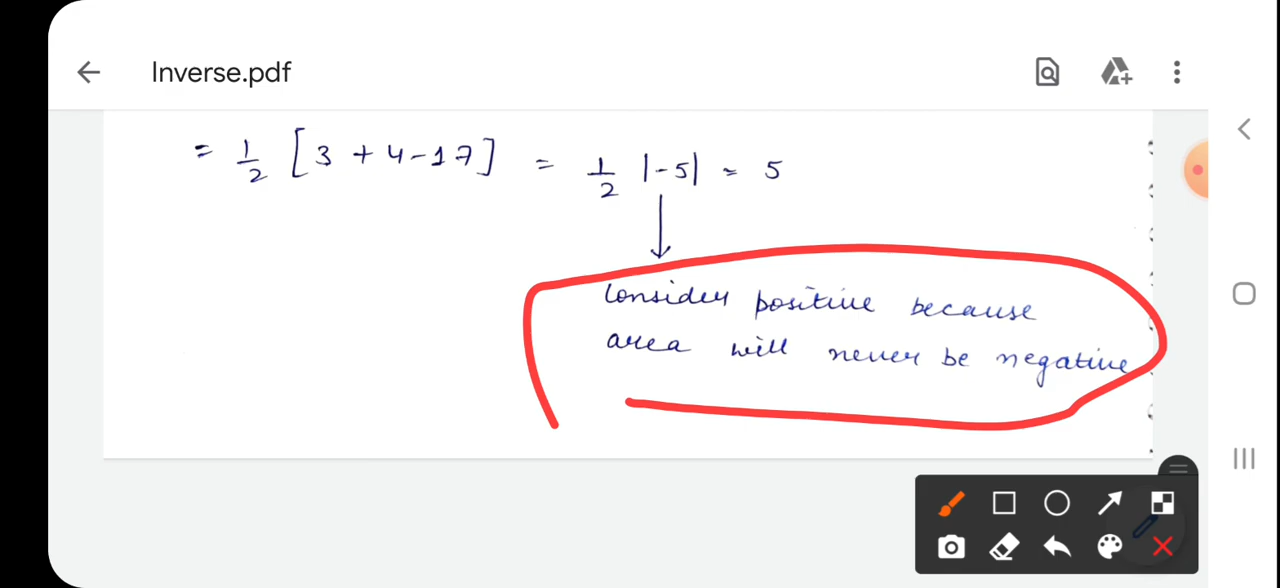 Inverse.pdf
= 1/2 [3 + 4 - 17] = 1/2 |-5| = 5
Consider positive because
area will never be negative